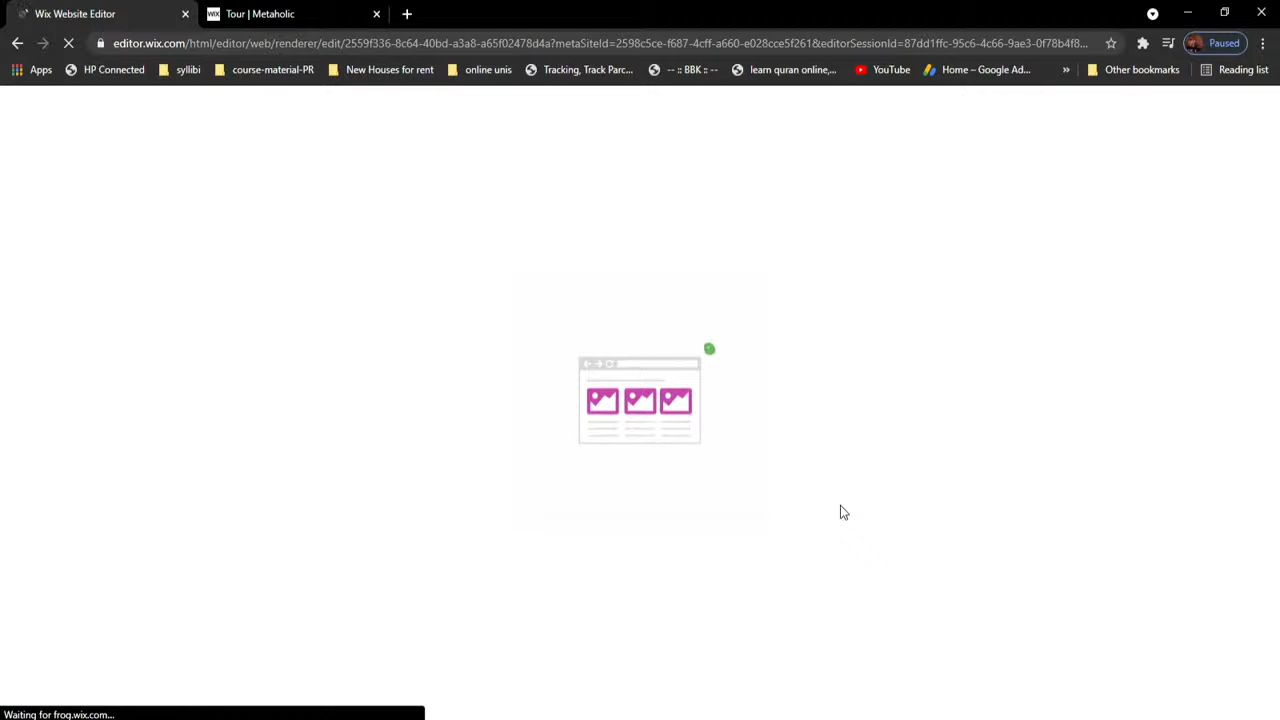 Wix Website Editor
WIX Tour | Metaholic
editor.wix.com/html/editor/web/renderer/edit/2559f336-8c64-40bd-a3a8-a65f02478d4a?metaSiteId=2598c5ce-f687-4cff-a660-e028cce5f261&editorSessionId=87dd1ffc-95c6-4c66-9ae3-0f78b4f8...
Paused
Apps
HP Connected
syllibi
course-material-PR
New Houses for rent
online unis
Tracking, Track Parc...
-- :: BBK :: --
learn quran online,...
YouTube
Home – Google Ad...
»
Other bookmarks
Reading list
Waiting for frog.wix.com...